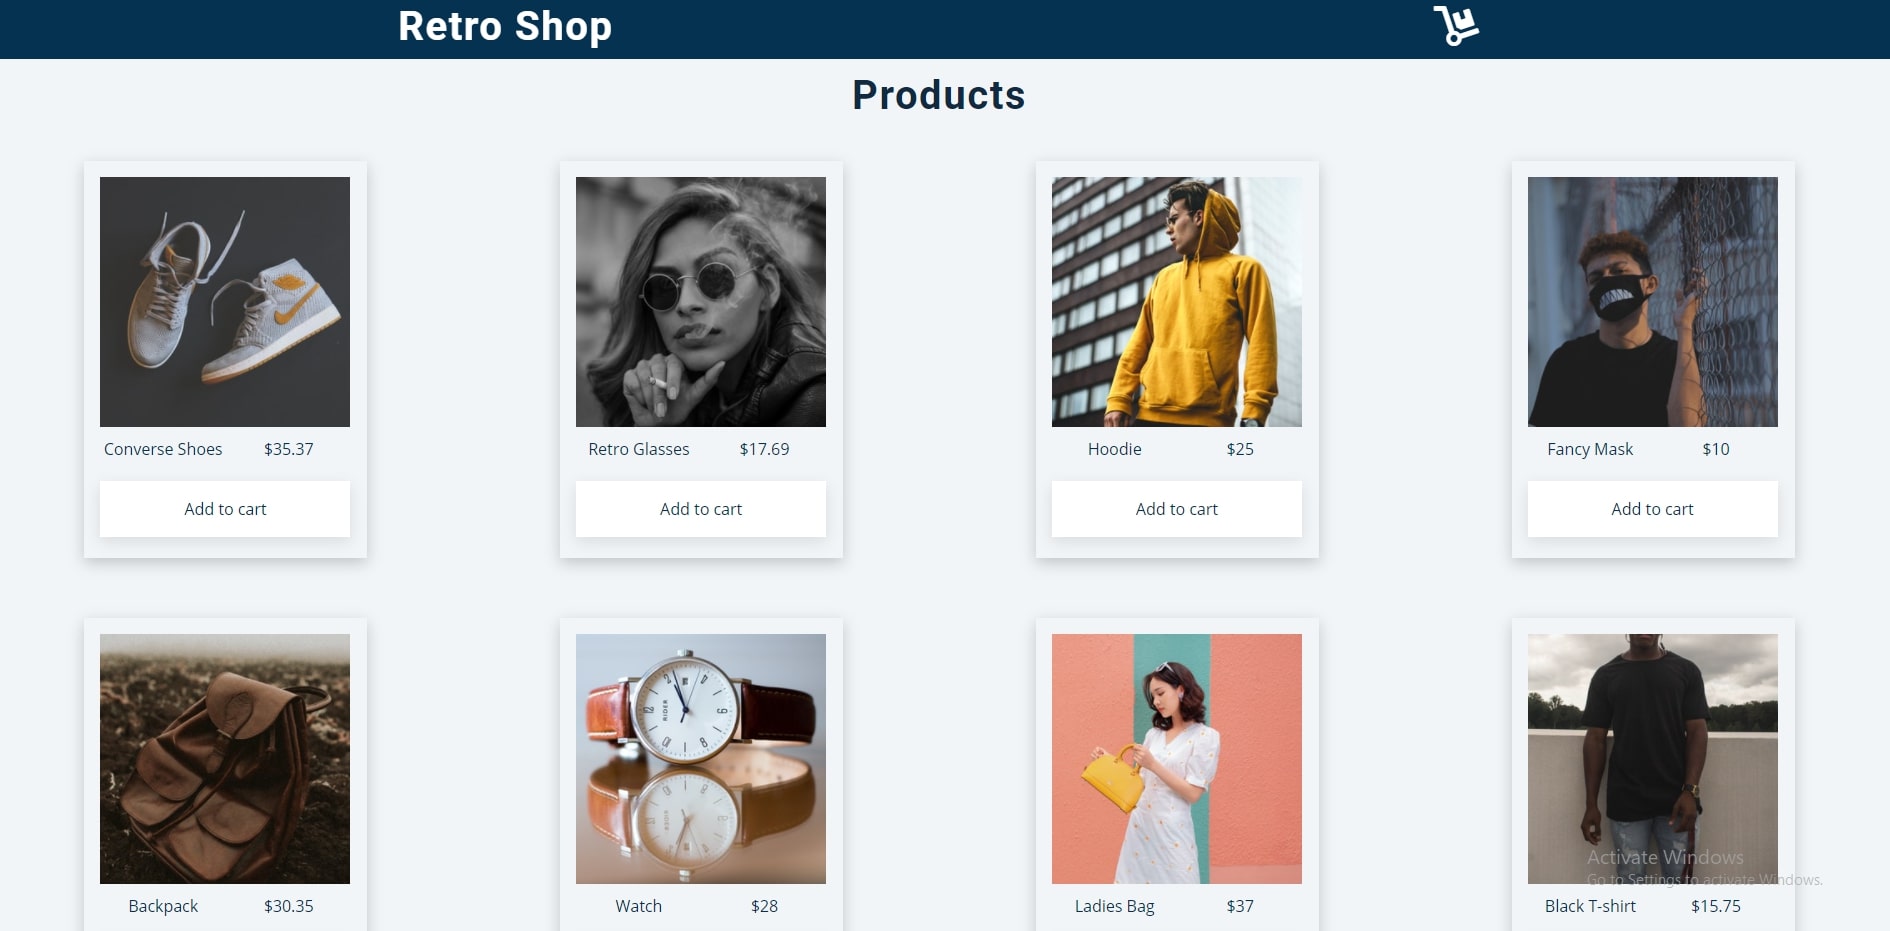 Retro Shop
Products
Converse Shoes $35.37
Retro Glasses $17.69
Hoodie $25
Fancy Mask $10
Add to cart
Add to cart
Add to cart
Add to cart
RIDER
Activate Windows
Go to Settings to activate Windows.
Backpack $30.35
Watch $28
Ladies Bag $37
Black T-shirt $15.75